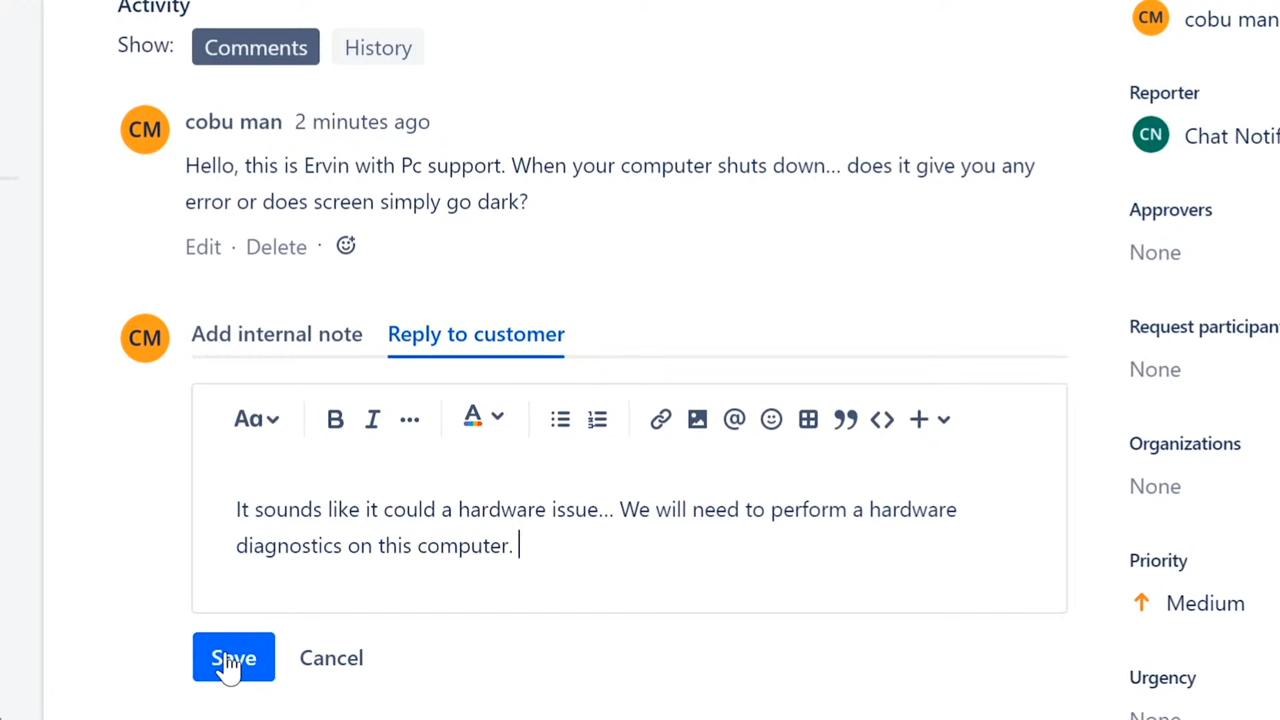 Activity
Show: Comments History
CM cobu man 2 minutes ago
Hello, this is Ervin with Pc support. When your computer shuts down... does it give you any
error or does screen simply go dark?
Edit · Delete ·
CM Add internal note Reply to customer
Aa B I ... A
It sounds like it could a hardware issue... We will need to perform a hardware
diagnostics on this computer.
Save Cancel
CM cobu man
Reporter
CN Chat Notif
Approvers
None
Request participan
None
Organizations
None
Priority
Medium
Urgency
None